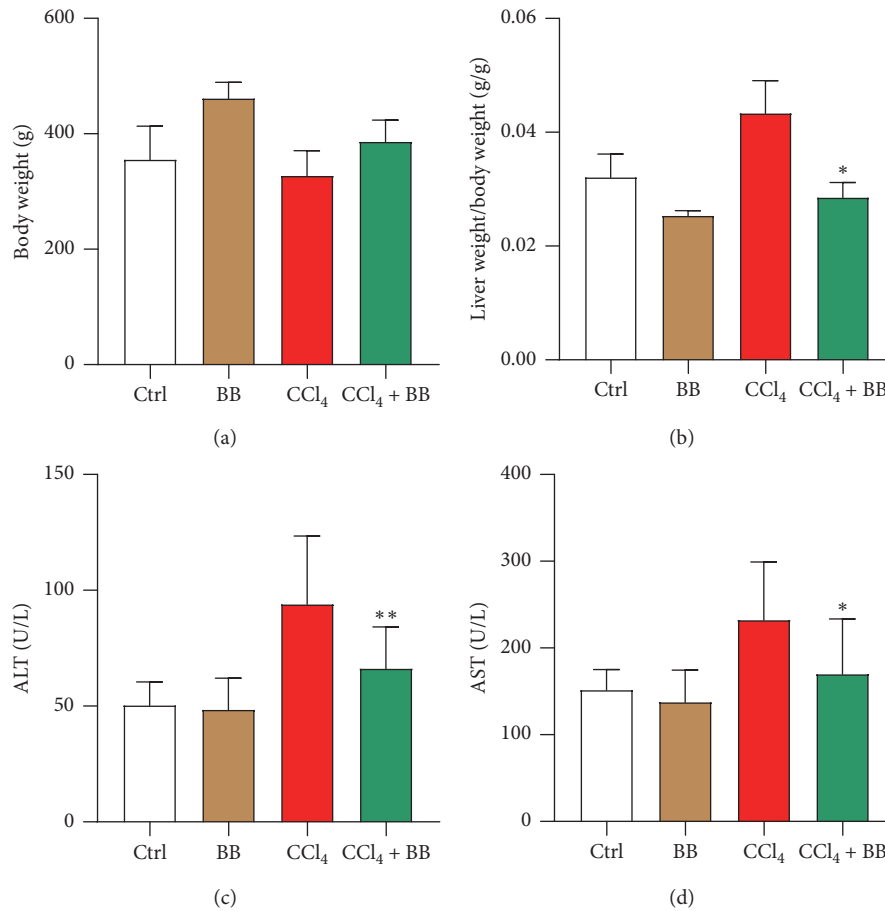 Body weight (g)
600
400
200
0
Ctrl
BB
CCl₄
CCl₄ + BB
(a)
Liver weight/body weight (g/g)
0.06
0.04
0.02
0.00
*
Ctrl
BB
CCl₄
CCl₄ + BB
(b)
ALT (U/L)
150
100
50
0
**
Ctrl
BB
CCl₄
CCl₄ + BB
(c)
AST (U/L)
400
300
200
100
0
*
Ctrl
BB
CCl₄
CCl₄ + BB
(d)